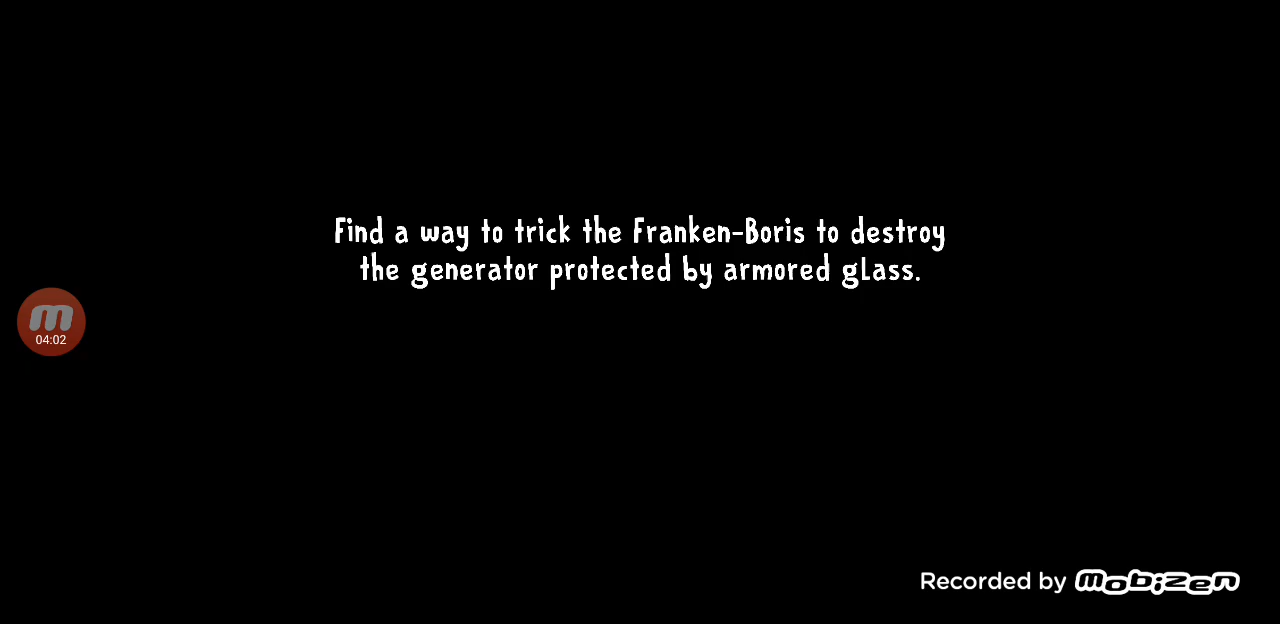 Find a way to trick the Franken-Boris to destroy
the generator protected by armored glass.
m
04:02
Recorded by mobizen